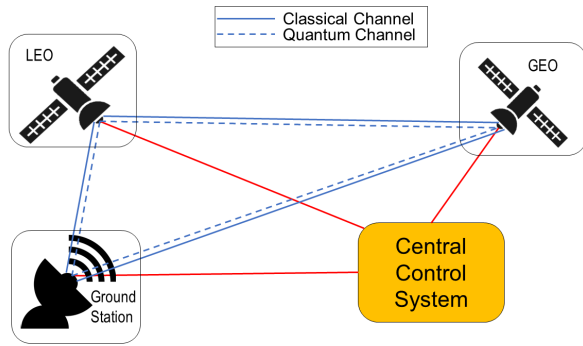 Classical Channel
Quantum Channel
LEO
GEO
Ground
Station
Central
Control
System